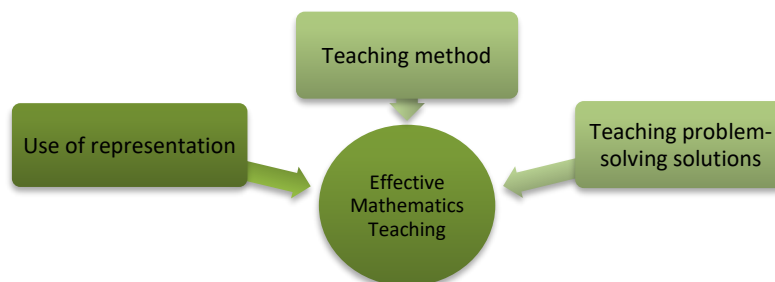 Teaching method
Use of representation
Teaching problem-
solving solutions
Effective
Mathematics
Teaching